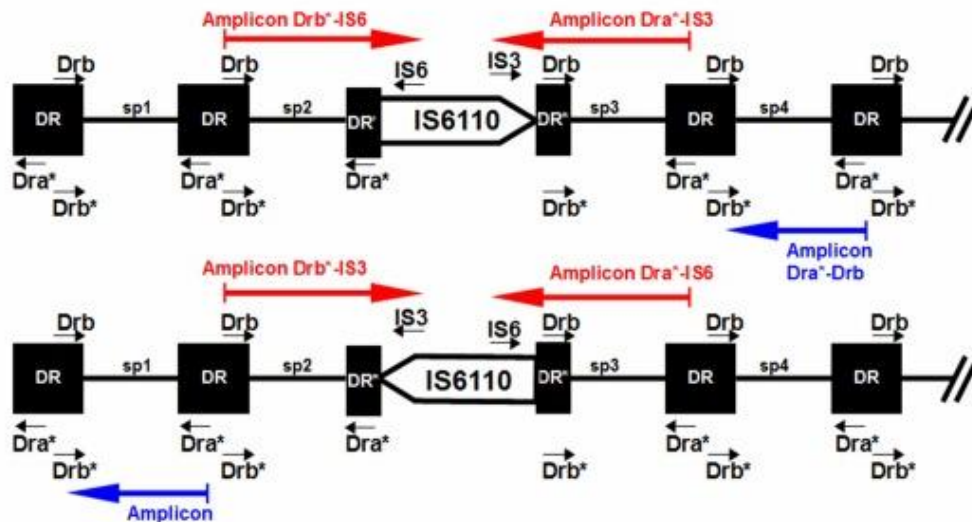 Amplicon Drb*-IS6 Amplicon Dra*-IS3
Drb Drb IS6 IS3 Drb Drb Drb
DR sp1 DR sp2 DR* IS6110 DR* sp3 DR sp4 DR
Dra* Dra* Dra* Dra* Dra*
Drb* Drb* Drb* Drb* Drb*
Amplicon
Dra*-Drb
Amplicon Drb*-IS3 Amplicon Dra*-IS6
Drb Drb IS3 IS6 Drb Drb Drb
DR sp1 DR sp2 DR* IS6110 DR* sp3 DR sp4 DR
Dra* Dra* Dra* Dra* Dra*
Drb* Drb* Drb* Drb* Drb*
Amplicon